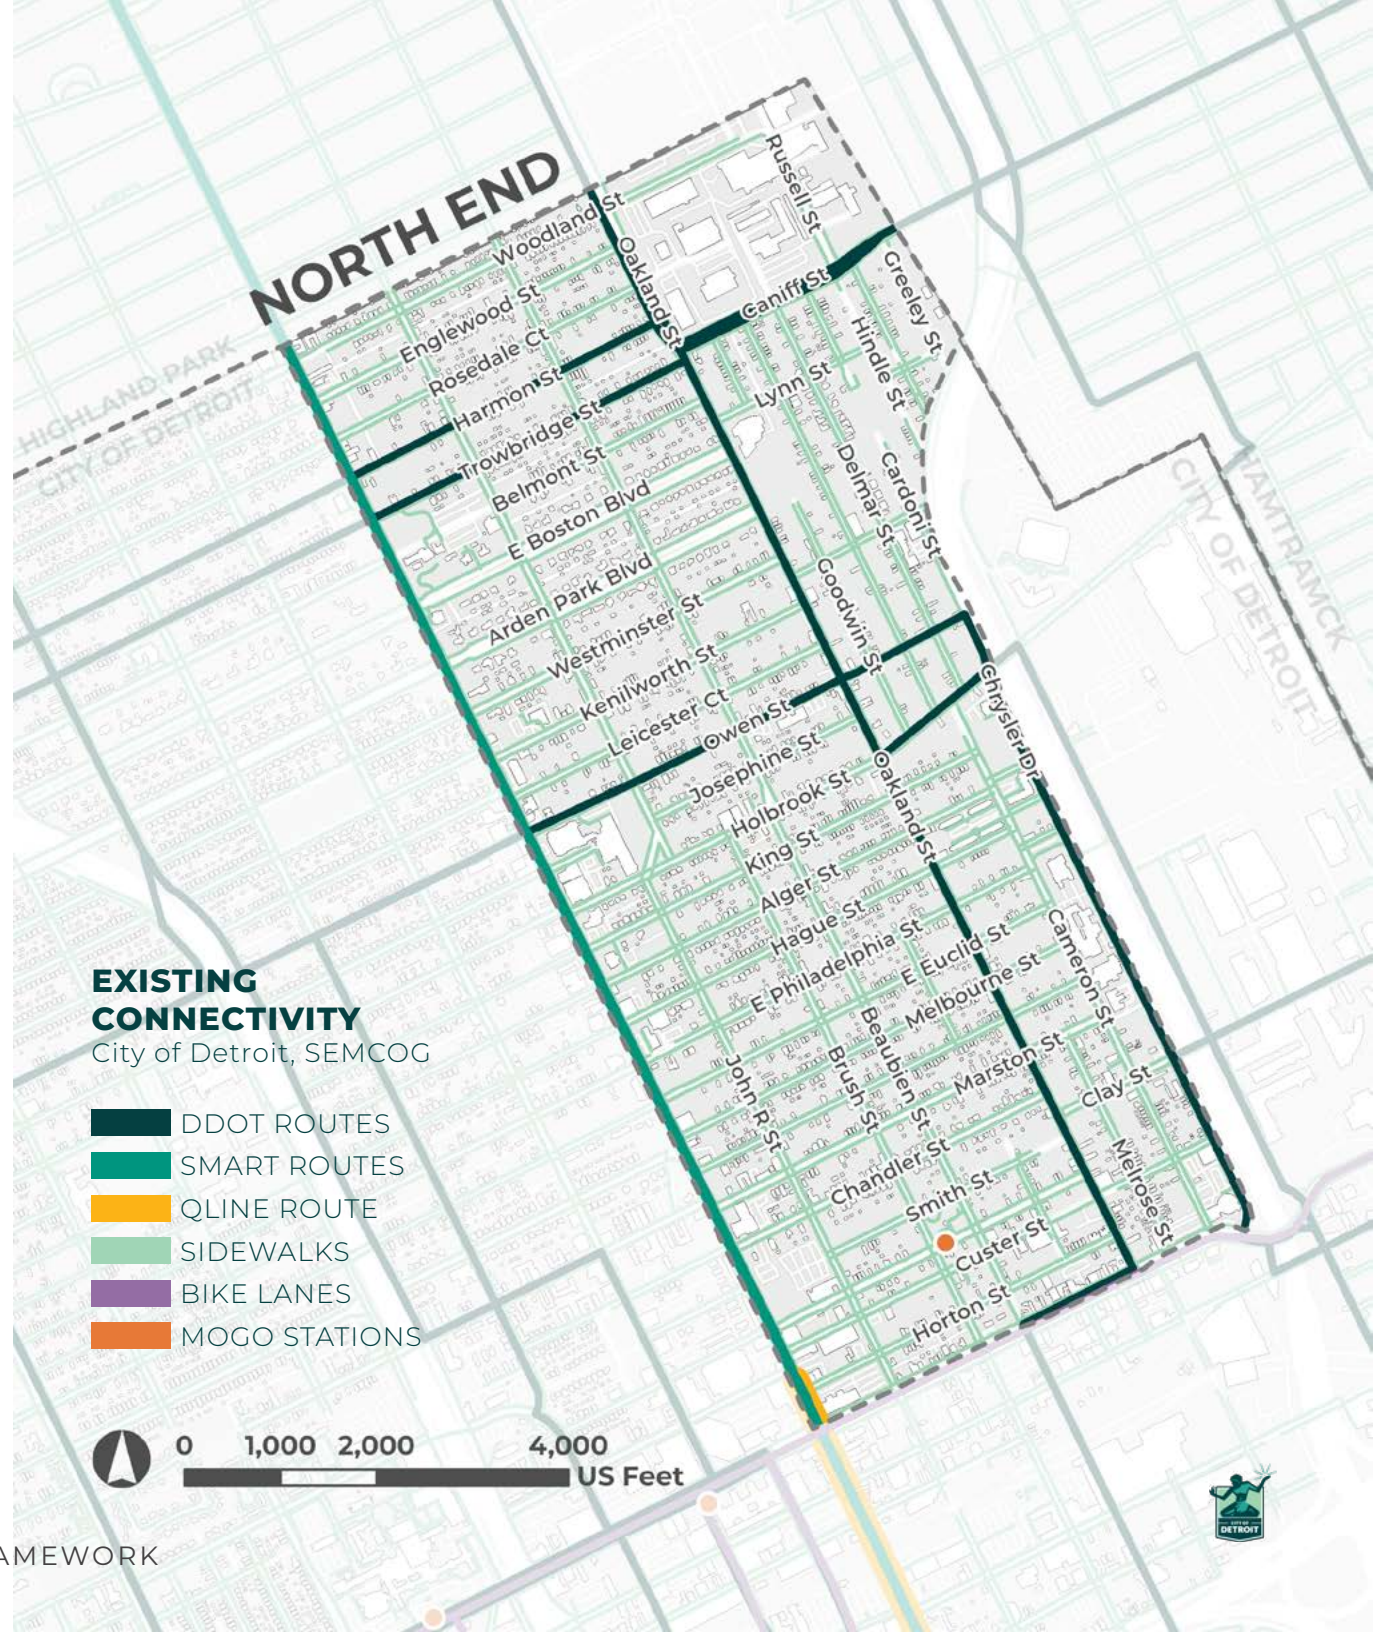 NORTH END
HIGHLAND PARK
CITY OF DETROIT
HAMTRAMCK
CITY OF DETROIT
Woodland St
Russell St
Oakland St
Englewood St
Caniff St
Greeley St
Rosedale Ct
Hindle St
Harmon St
Lynn St
Trowbridge St
Belmont St
Delmar St
Cardoni St
E Boston Blvd
Arden Park Blvd
Goodwin St
Westminster St
Kenilworth St
Leicester Ct
Chrysler Dr
Owen St
Josephine St
Oakland St
Holbrook St
King St
Alger St
Hague St
E Philadelphia St
E Euclid St
Cameron St
Melbourne St
John R St
Brush St
Beaubien St
Marston St
Clay St
Chandler St
Melrose St
Smith St
Custer St
Horton St
EXISTING
CONNECTIVITY
City of Detroit, SEMCOG
DDOT ROUTES
SMART ROUTES
QLINE ROUTE
SIDEWALKS
BIKE LANES
MOGO STATIONS
0 1,000 2,000 4,000
US Feet
CITY OF
DETROIT
AMEWORK